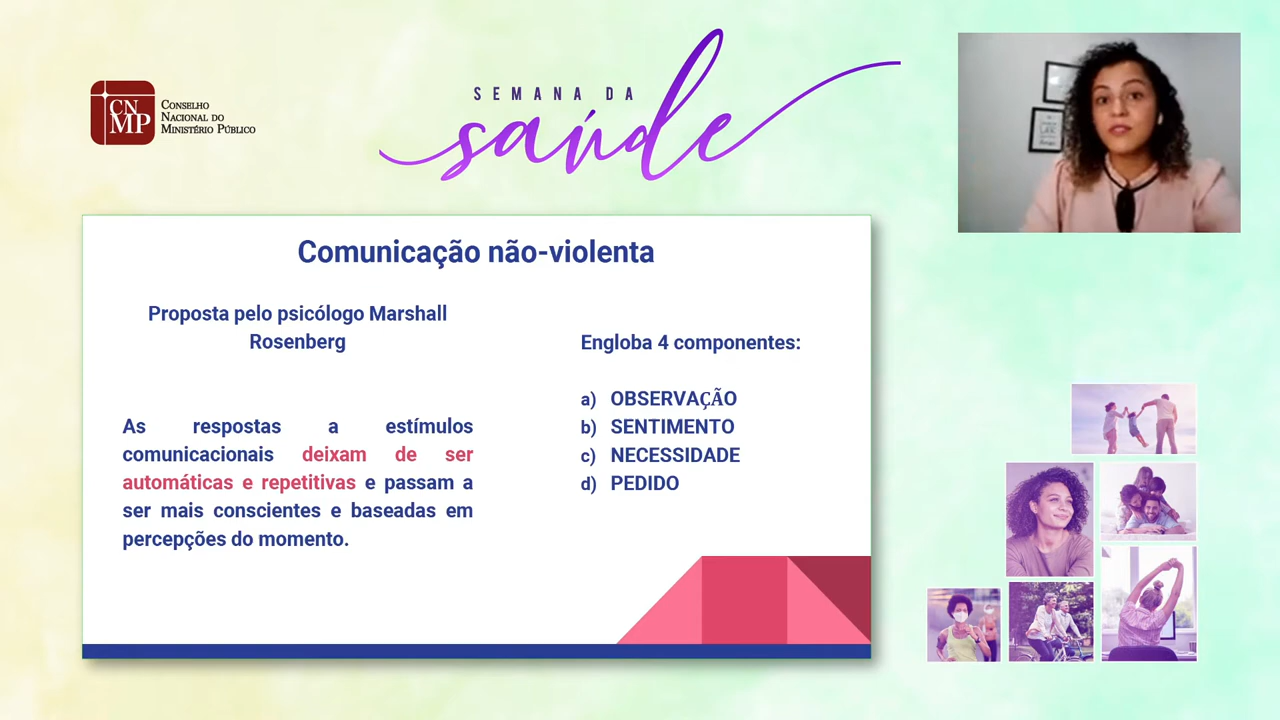 CN
MP
CONSELHO
NACIONAL DO
MINISTÉRIO PÚBLICO
SEMANA DA
saúde
Comunicação não-violenta
Proposta pelo psicólogo Marshall
Rosenberg
As respostas a estímulos
comunicacionais deixam de ser
automáticas e repetitivas e passam a
ser mais conscientes e baseadas em
percepções do momento.
Engloba 4 componentes:
a) OBSERVAÇÃO
b) SENTIMENTO
c) NECESSIDADE
d) PEDIDO